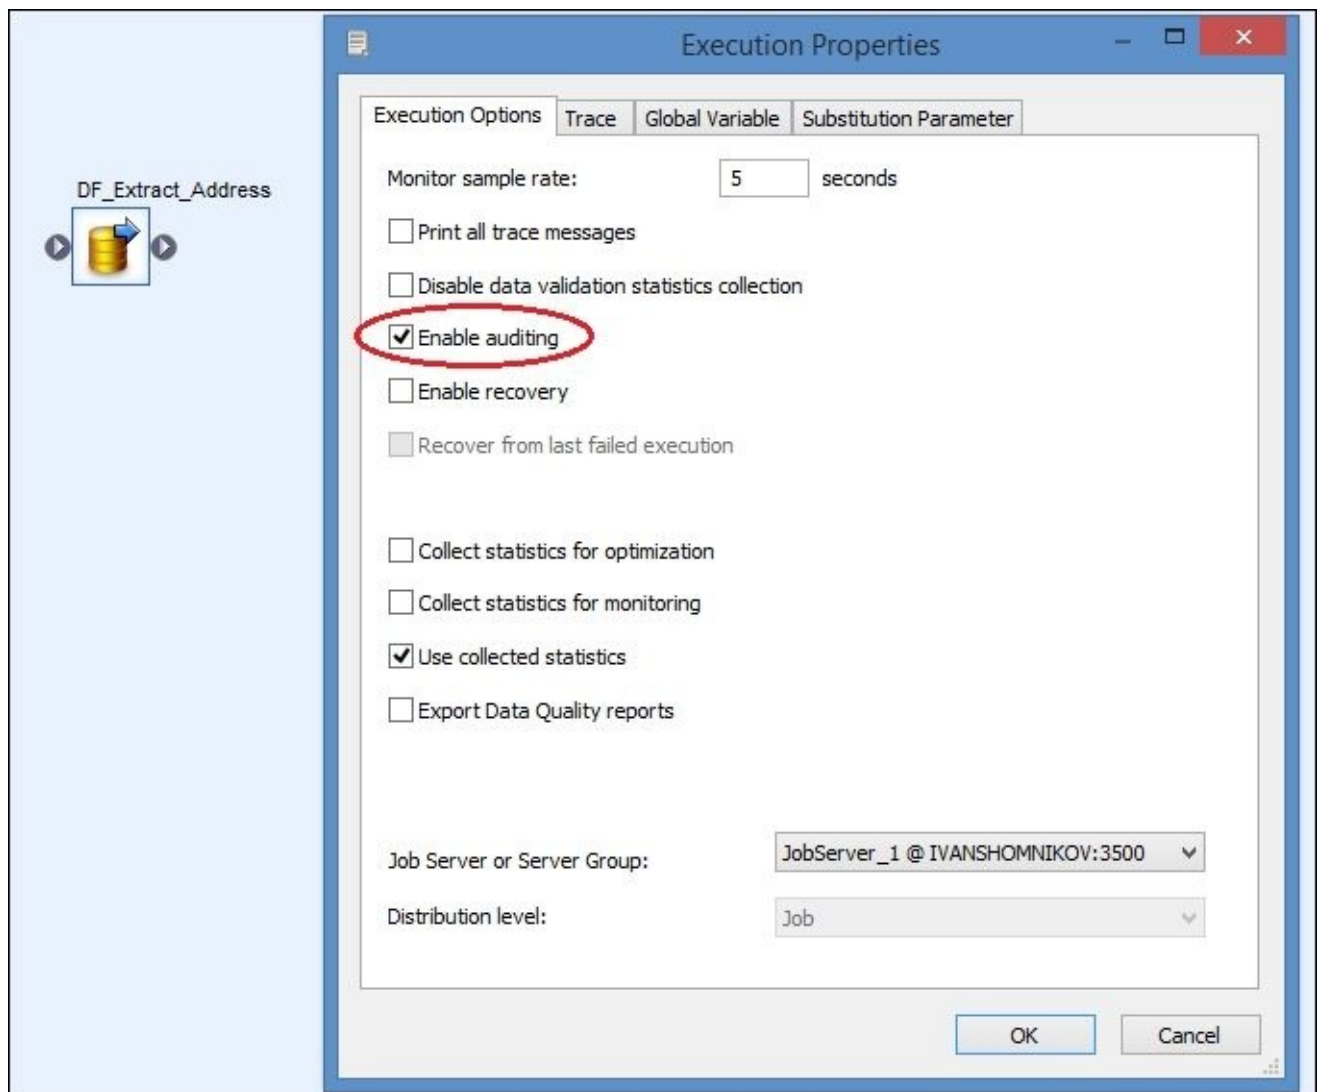 Execution Properties
Execution Options Trace Global Variable Substitution Parameter
DF_Extract_Address
Monitor sample rate: 5 seconds
Print all trace messages
Disable data validation statistics collection
Enable auditing
Enable recovery
Recover from last failed execution
Collect statistics for optimization
Collect statistics for monitoring
Use collected statistics
Export Data Quality reports
Job Server or Server Group: JobServer_1 @ IVANSHOMNIKOV:3500
Distribution level: Job
OK Cancel